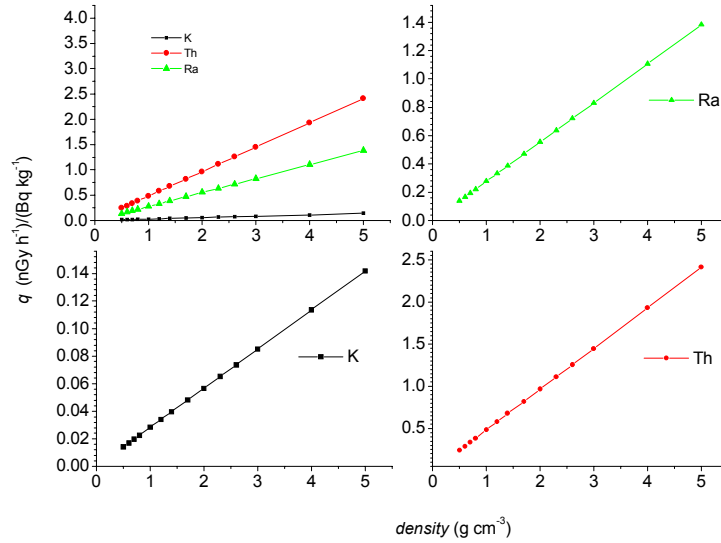 4.0
3.5
3.0
2.5
2.0
1.5
1.0
0.5
0.0
K
Th
Ra
0 1 2 3 4 5
1.4
1.2
1.0
0.8
0.6
0.4
0.2
0.0
Ra
0 1 2 3 4 5
q (nGy h⁻¹)/(Bq kg⁻¹)
0.14
0.12
0.10
0.08
0.06
0.04
0.02
0.00
K
0 1 2 3 4 5
2.5
2.0
1.5
1.0
0.5
Th
0 1 2 3 4 5
density (g cm⁻³)